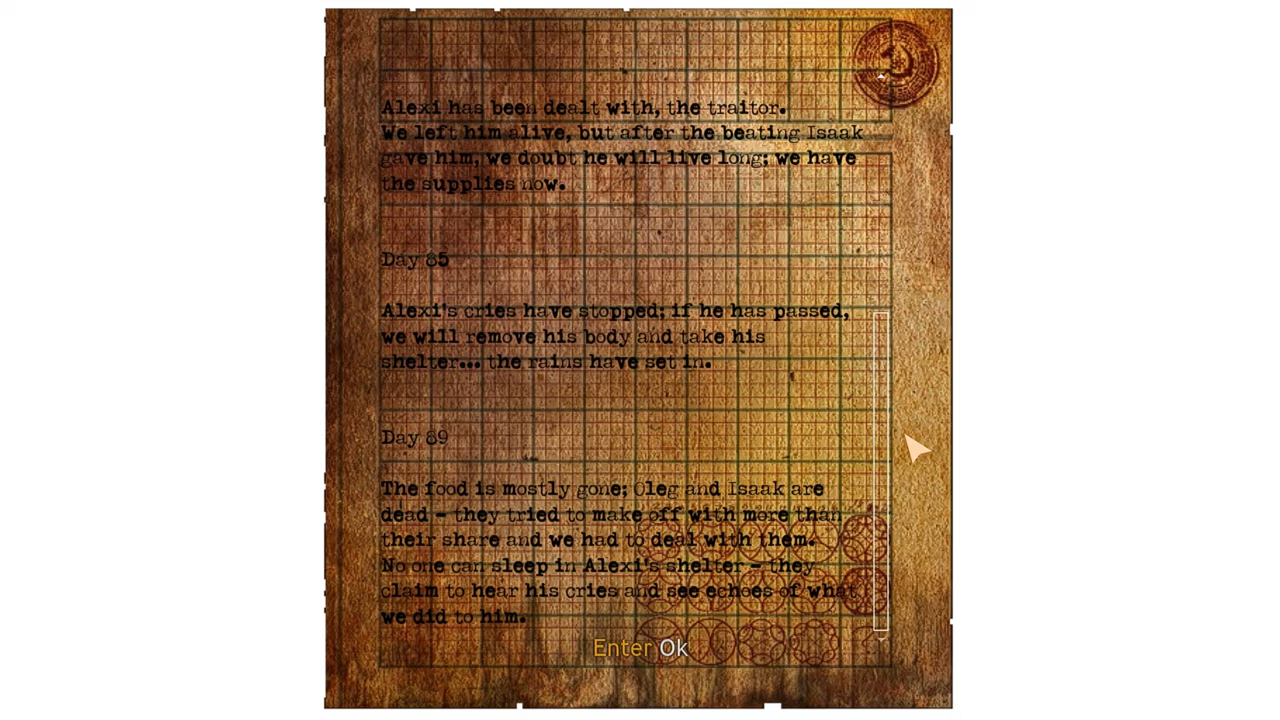 Alexi has been dealt with, the traitor.
We left him alive, but after the beating Isaak
gave him, we doubt he will live long; we have
the supplies now.
Day 85
Alexi's cries have stopped; if he has passed,
we will remove his body and take his
shelter... the rains have set in.
Day 89
The food is mostly gone; Oleg and Isaak are
dead - they tried to make off with more than
their share and we had to deal with them.
No one can sleep in Alexi's shelter - they
claim to hear his cries and see echoes of what
we did to him.
Enter Ok